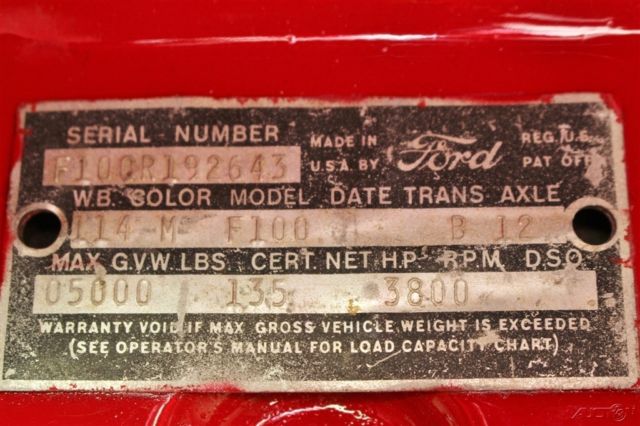 SERIAL NUMBER MADE IN U.S.A. BY Ford REG. U.S. PAT OFF.
F100R192643
W.B. COLOR MODEL DATE TRANS AXLE
114 M F100 B 12
MAX. G.V.W. LBS. CERT. NET H.P. RPM D.S.O.
05000 135 3800
WARRANTY VOID IF MAX. GROSS VEHICLE WEIGHT IS EXCEEDED
(SEE OPERATOR'S MANUAL FOR LOAD CAPACITY CHART)